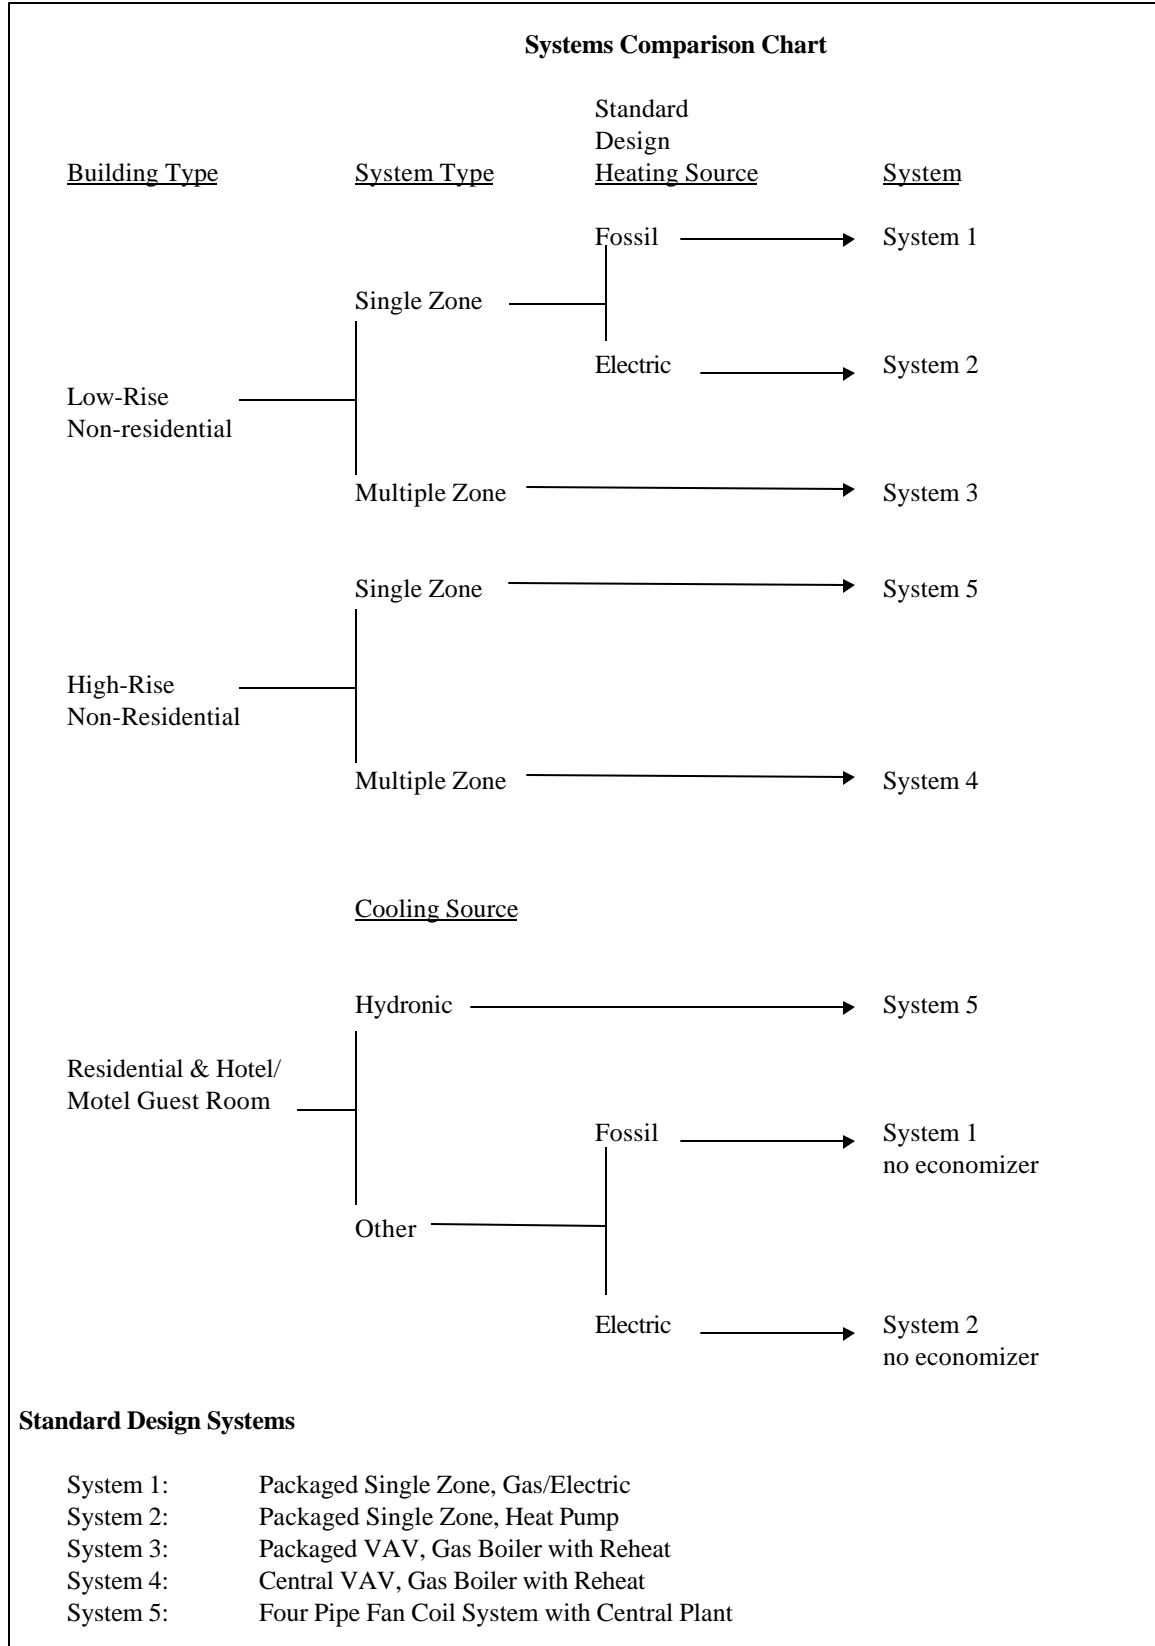 Systems Comparison Chart
Standard
Design
Building Type System Type Heating Source System
Fossil System 1
Single Zone
Electric System 2
Low-Rise
Non-residential
Multiple Zone System 3
Single Zone System 5
High-Rise
Non-Residential
Multiple Zone System 4
Cooling Source
Hydronic System 5
Residential & Hotel/
Motel Guest Room
Fossil System 1
no economizer
Other
Electric System 2
no economizer
Standard Design Systems
System 1: Packaged Single Zone, Gas/Electric
System 2: Packaged Single Zone, Heat Pump
System 3: Packaged VAV, Gas Boiler with Reheat
System 4: Central VAV, Gas Boiler with Reheat
System 5: Four Pipe Fan Coil System with Central Plant